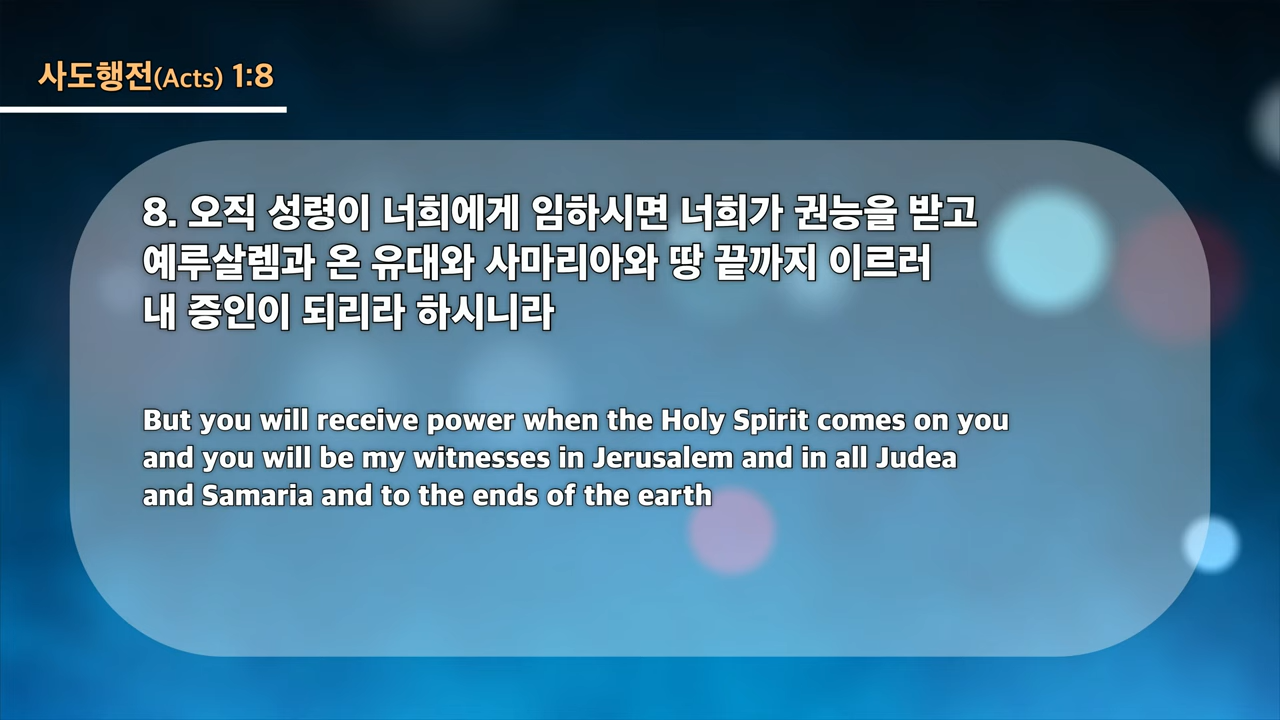 사도행전(Acts) 1:8
8. 오직 성령이 너희에게 임하시면 너희가 권능을 받고
예루살렘과 온 유대와 사마리아와 땅 끝까지 이르러
내 증인이 되리라 하시니라
But you will receive power when the Holy Spirit comes on you
and you will be my witnesses in Jerusalem and in all Judea
and Samaria and to the ends of the earth